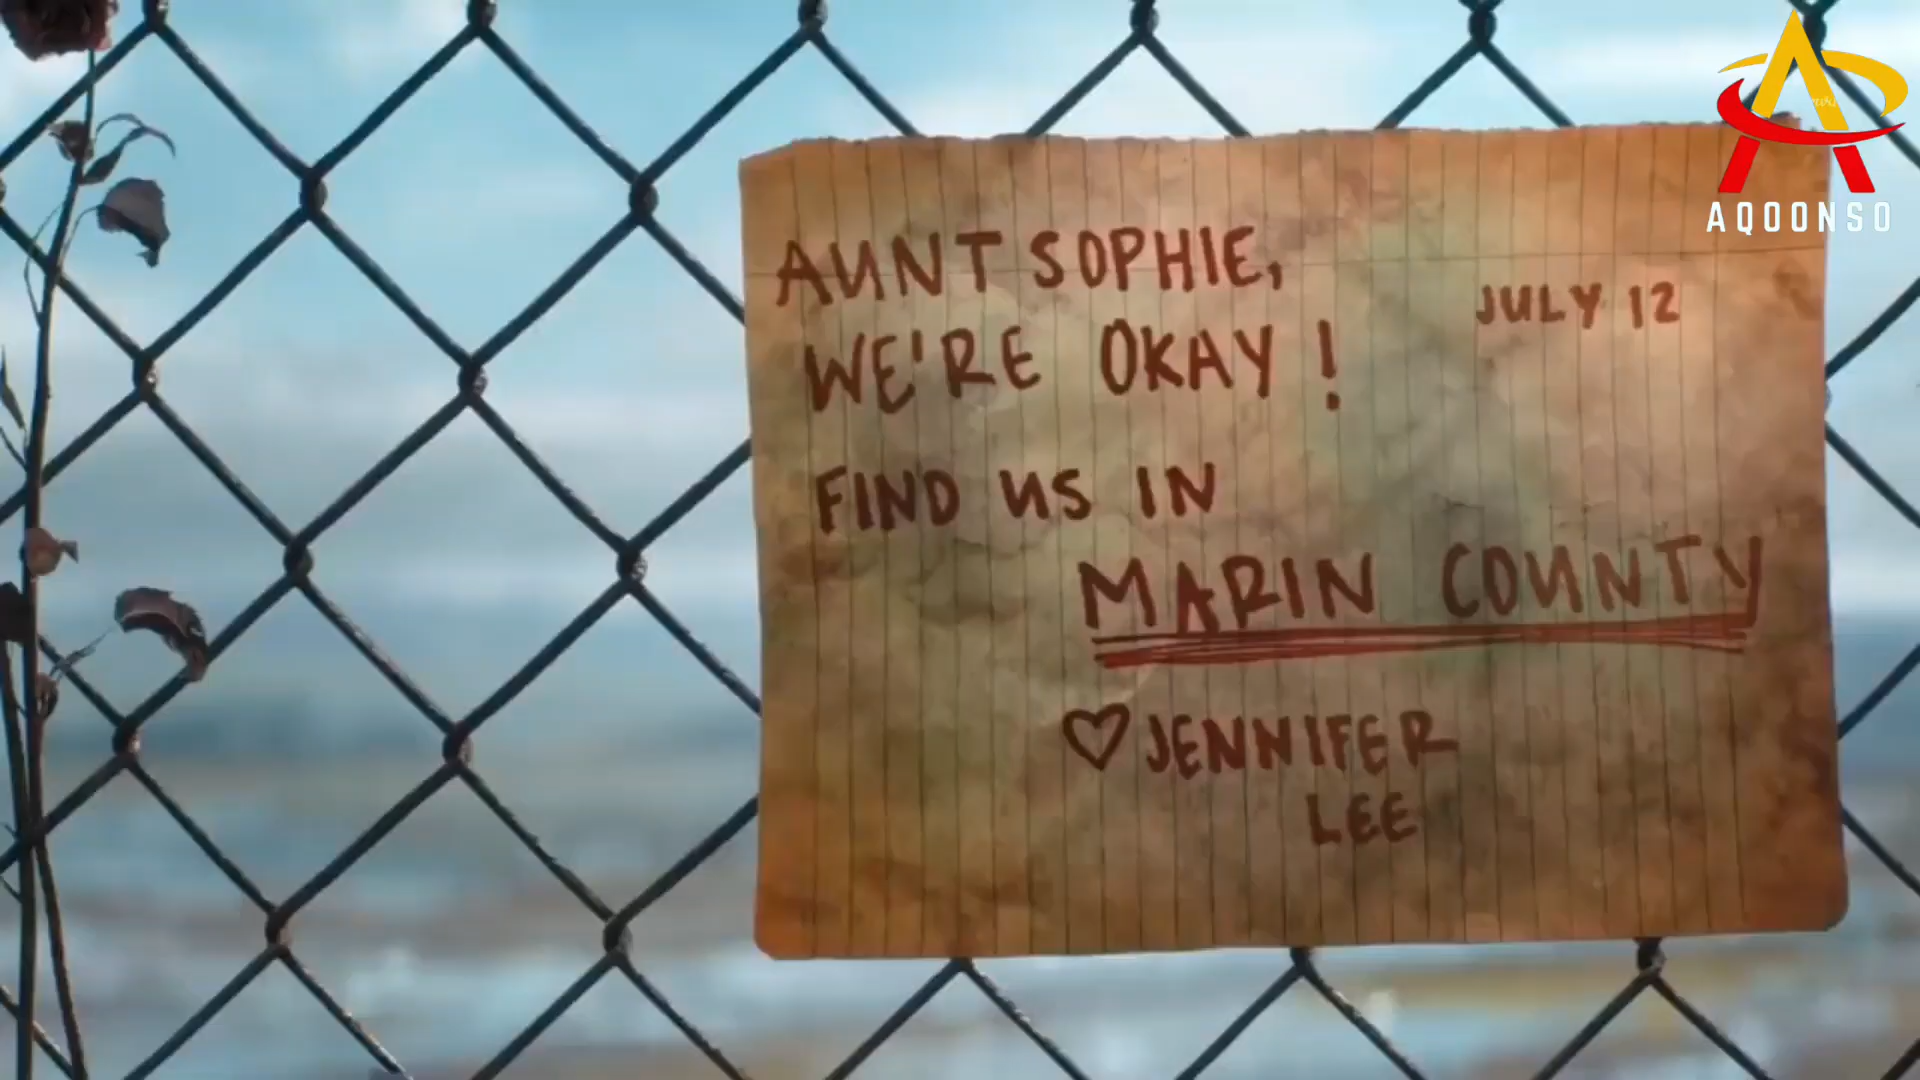 AQOONSO
AUNT SOPHIE,
JULY 12
WE'RE OKAY!
FIND US IN
MARIN COUNTY
♡ JENNIFER
LEE